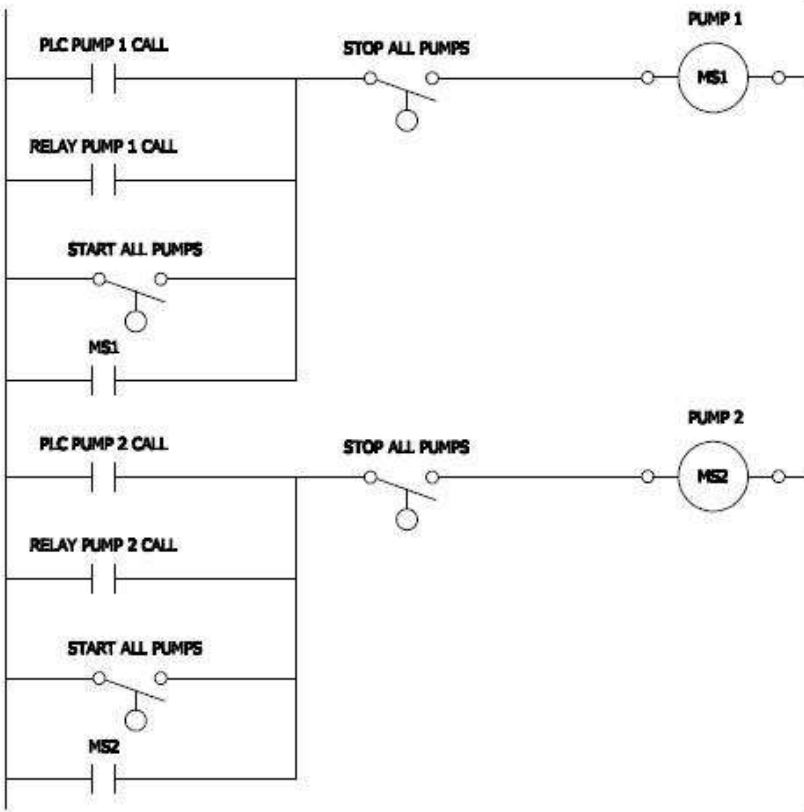 PUMP 1
PLC PUMP 1 CALL
STOP ALL PUMPS
MS1
RELAY PUMP 1 CALL
START ALL PUMPS
MS1
PUMP 2
PLC PUMP 2 CALL
STOP ALL PUMPS
MS2
RELAY PUMP 2 CALL
START ALL PUMPS
MS2